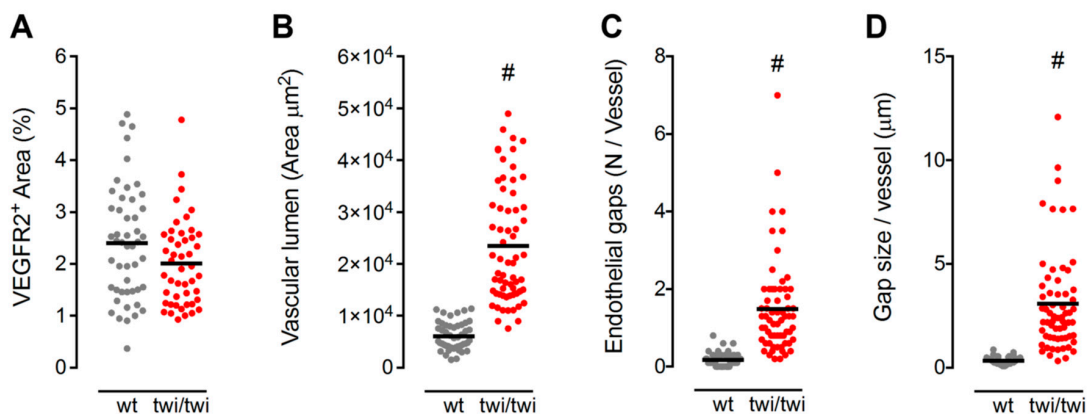 A
VEGFR2⁺ Area (%)
6
5
4
3
2
1
0
wt twi/twi
B
Vascular lumen (Area μm²)
6×10⁴
5×10⁴
4×10⁴
3×10⁴
2×10⁴
1×10⁴
0
#
wt twi/twi
C
Endothelial gaps (N / Vessel)
8
6
4
2
0
#
wt twi/twi
D
Gap size / vessel (μm)
15
10
5
0
#
wt twi/twi